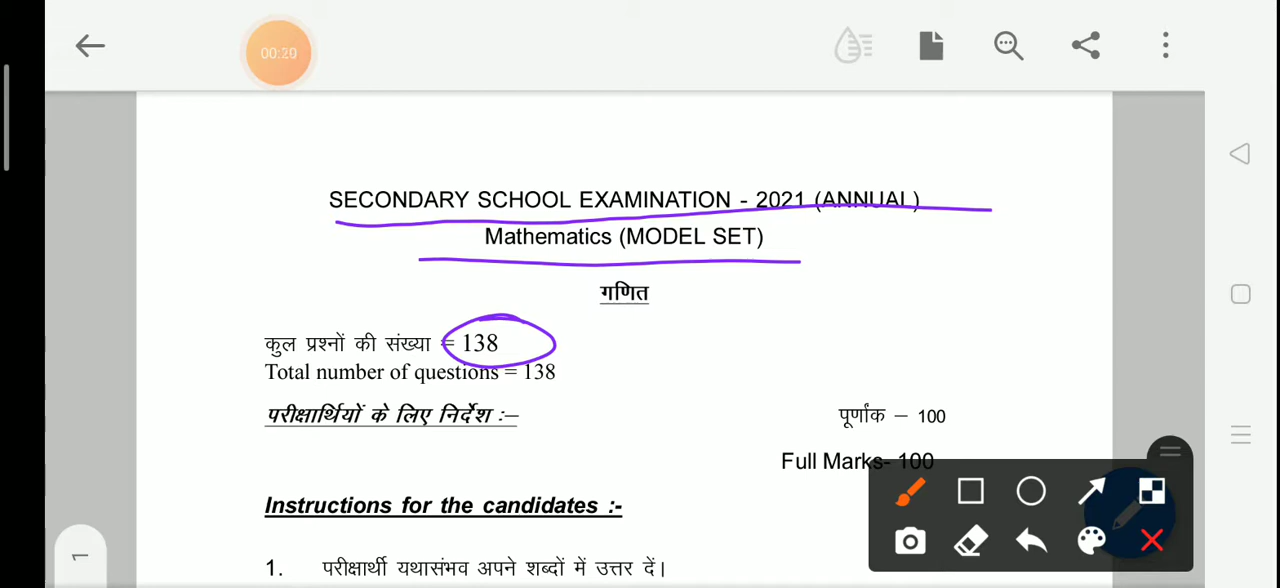 00:20
SECONDARY SCHOOL EXAMINATION - 2021 (ANNUAL)
Mathematics (MODEL SET)
गणित
कुल प्रश्नों की संख्या = 138
Total number of questions = 138
परीक्षार्थियों के लिए निर्देश :–
पूर्णांक – 100
Full Marks- 100
Instructions for the candidates :-
1. परीक्षार्थी यथासंभव अपने शब्दों में उत्तर दें।
1